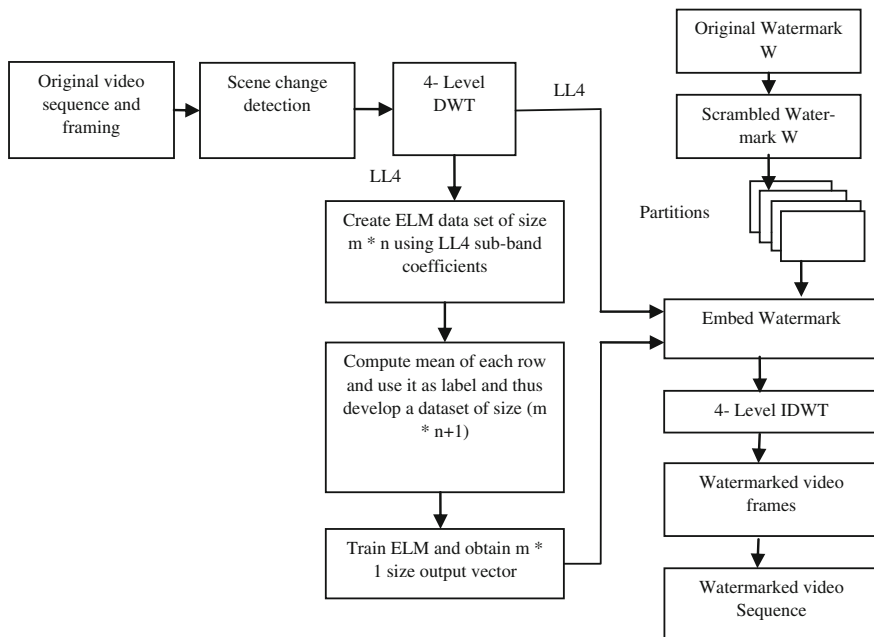 Original Watermark
W
Original
video
sequence and
framing
Scene change
detection
4- Level
DWT
LL4
Scrambled Water-
mark W
LL4
Partitions
Create ELM data set of size
m * n using LL4 sub-band
coefficients
Embed Watermark
Compute mean of each row
and use it as label and thus
develop a dataset of size (m
* n+1)
4- Level IDWT
Watermarked video
frames
Train ELM and obtain m *
1 size output vector
Watermarked video
Sequence